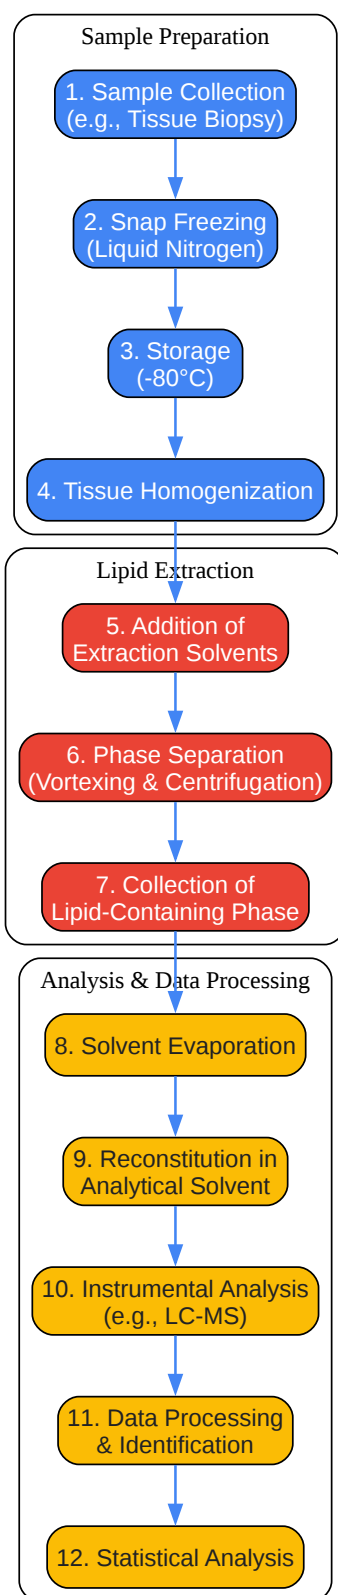 Sample Preparation
1. Sample Collection
(e.g., Tissue Biopsy)
2. Snap Freezing
(Liquid Nitrogen)
3. Storage
(-80°C)
4. Tissue Homogenization
Lipid Extraction
5. Addition of
Extraction Solvents
6. Phase Separation
(Vortexing & Centrifugation)
7. Collection of
Lipid-Containing Phase
Analysis & Data Processing
8. Solvent Evaporation
9. Reconstitution in
Analytical Solvent
10. Instrumental Analysis
(e.g., LC-MS)
11. Data Processing
& Identification
12. Statistical Analysis